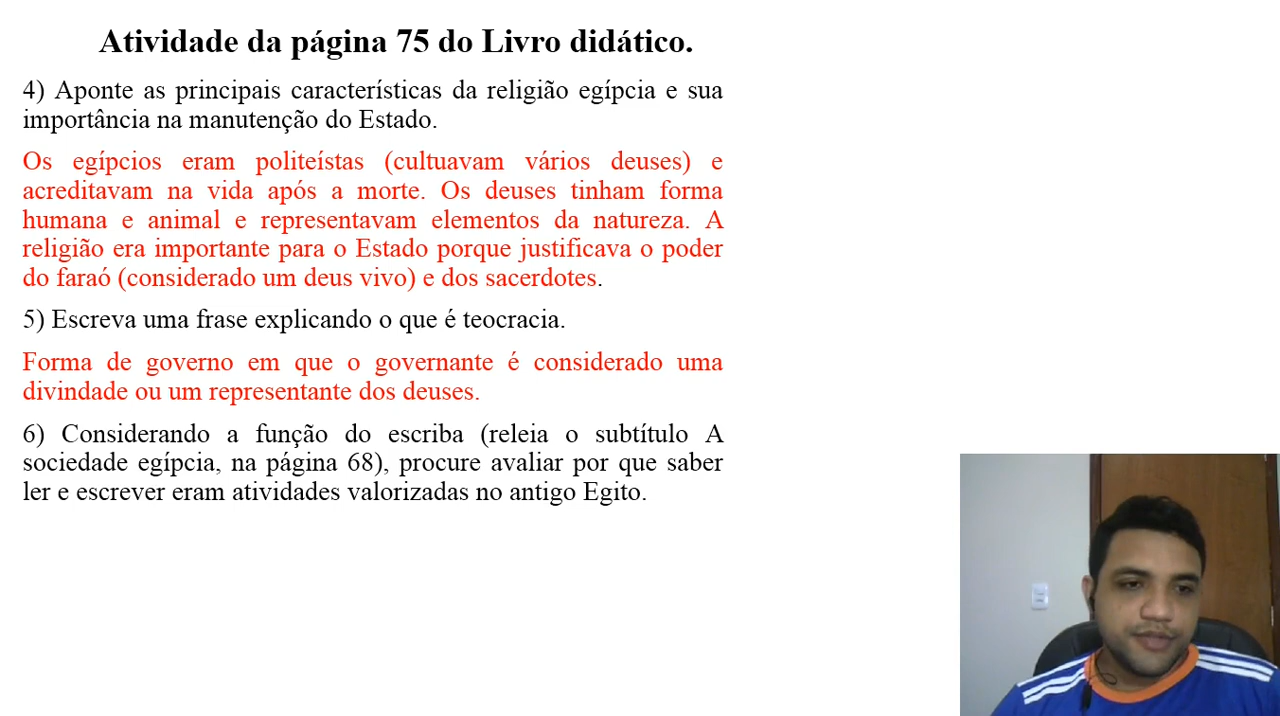 Atividade da página 75 do Livro didático.
4) Aponte as principais características da religião egípcia e sua
importância na manutenção do Estado.
Os egípcios eram politeístas (cultuavam vários deuses) e
acreditavam na vida após a morte. Os deuses tinham forma
humana e animal e representavam elementos da natureza. A
religião era importante para o Estado porque justificava o poder
do faraó (considerado um deus vivo) e dos sacerdotes.
5) Escreva uma frase explicando o que é teocracia.
Forma de governo em que o governante é considerado uma
divindade ou um representante dos deuses.
6) Considerando a função do escriba (releia o subtítulo A
sociedade egípcia, na página 68), procure avaliar por que saber
ler e escrever eram atividades valorizadas no antigo Egito.